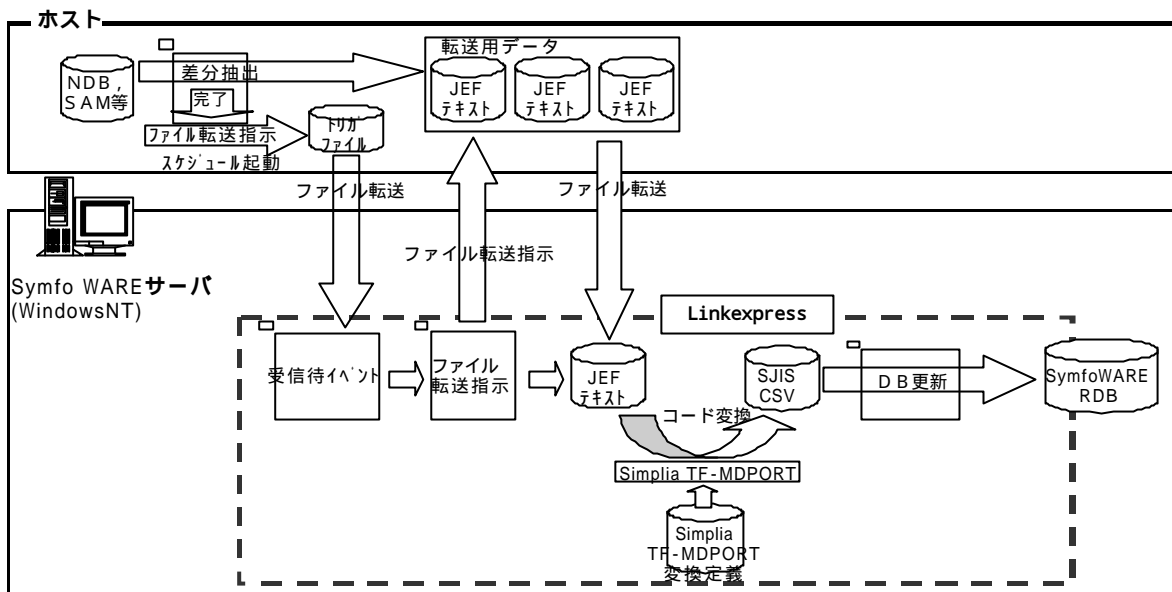 ホスト
NDB,
SAM等
差分抽出
完了
ファイル転送指示
スケジュール起動
トリガ
ファイル
転送用データ
JEF
テキスト
JEF
テキスト
JEF
テキスト
ファイル転送
ファイル転送
ファイル転送指示
Symfo WAREサーバ
(WindowsNT)
Linkexpress
受信待イベント
ファイル
転送指示
JEF
テキスト
SJIS
CSV
DB更新
SymfoWARE
RDB
コード変換
Simplia TF-MDPORT
Simplia
TF-MDPORT
変換定義